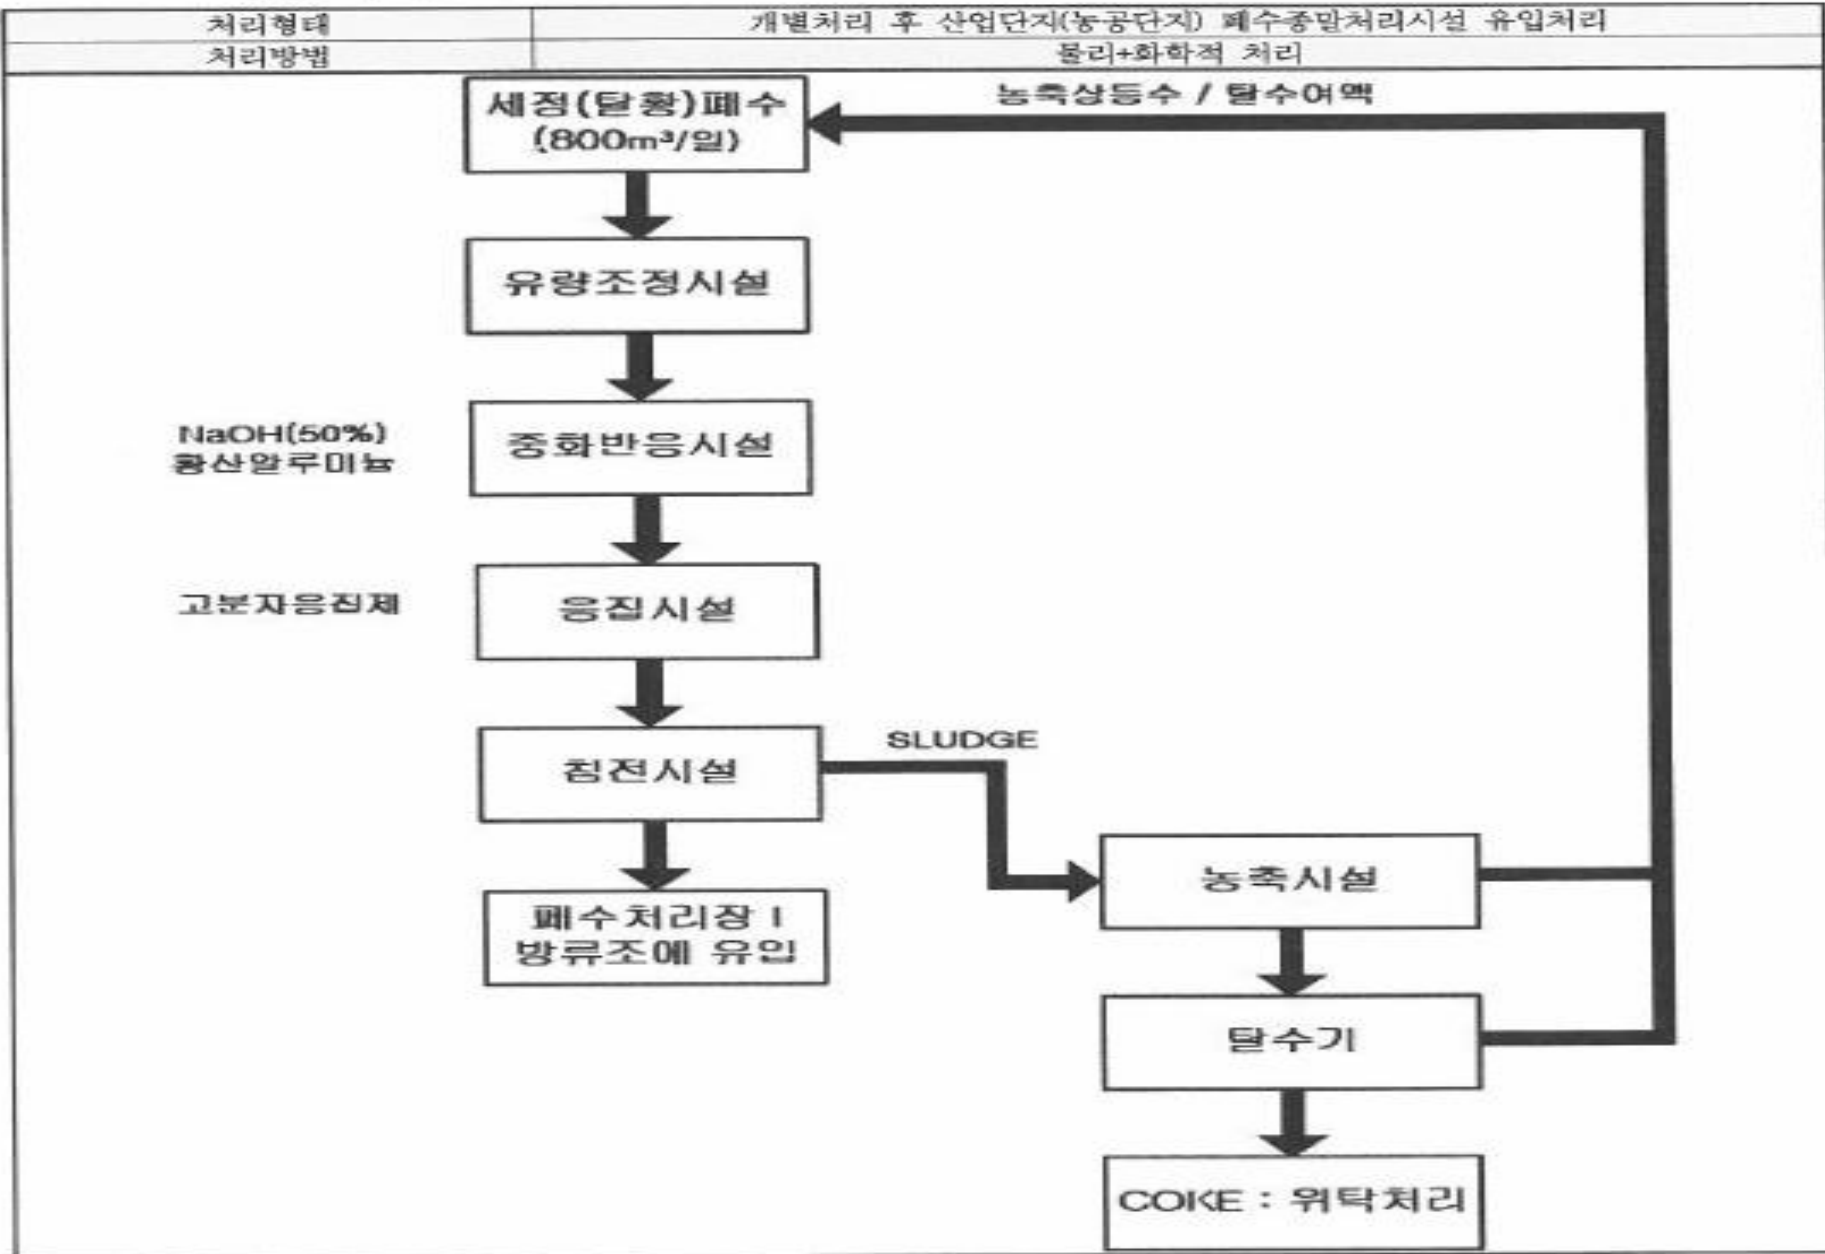 처리형태 개별처리 후 산업단지(농공단지) 폐수종말처리시설 유입처리
처리방법 물리+화학적 처리
세정(탈황)폐수
(800m³/일)
농축상등수 / 탈수여액
유량조정시설
NaOH(50%)
황산알루미늄
중화반응시설
고분자응집제
응집시설
침전시설
SLUDGE
농축시설
폐수처리장 I
방류조에 유입
탈수기
COKE : 위탁처리